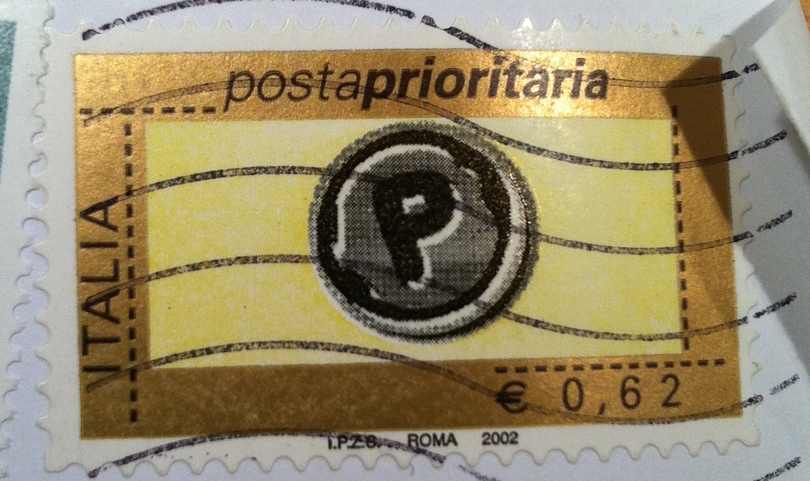 postaprioritaria
ITALIA
P
€ 0,62
I.P.Z.S. ROMA 2002